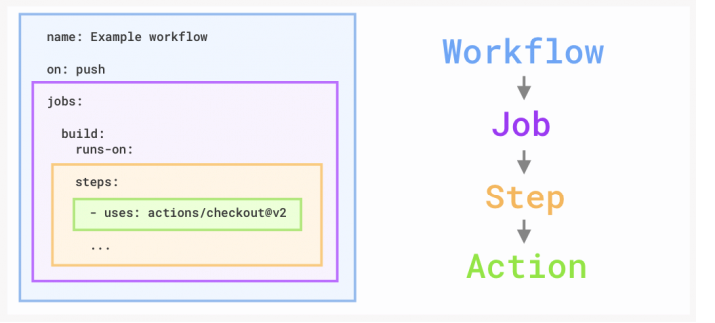 name: Example workflow
on: push
jobs:
build:
runs-on:
steps:
- uses: actions/checkout@v2
...
Workflow
Job
Step
Action